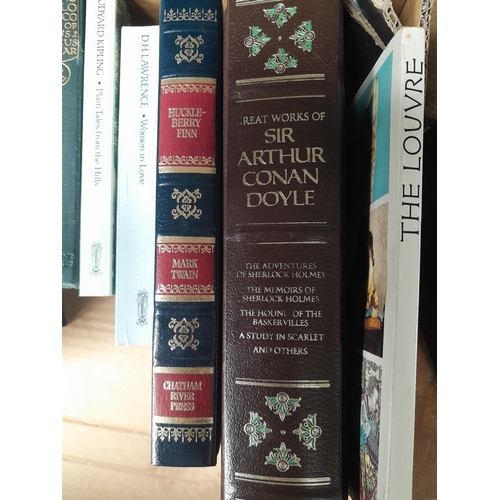 RUDYARD KIPLING • Plain Tales from the Hills
D.H. LAWRENCE • Women in Love
HUCKLE-
BERRY
FINN
MARK
TWAIN
CHATHAM
RIVER
PRESS
GREAT WORKS OF
SIR
ARTHUR
CONAN
DOYLE
THE ADVENTURES
OF SHERLOCK HOLMES
THE MEMOIRS OF
SHERLOCK HOLMES
THE HOUND OF THE
BASKERVILLES
A STUDY IN SCARLET
AND OTHERS
THE LOUVRE